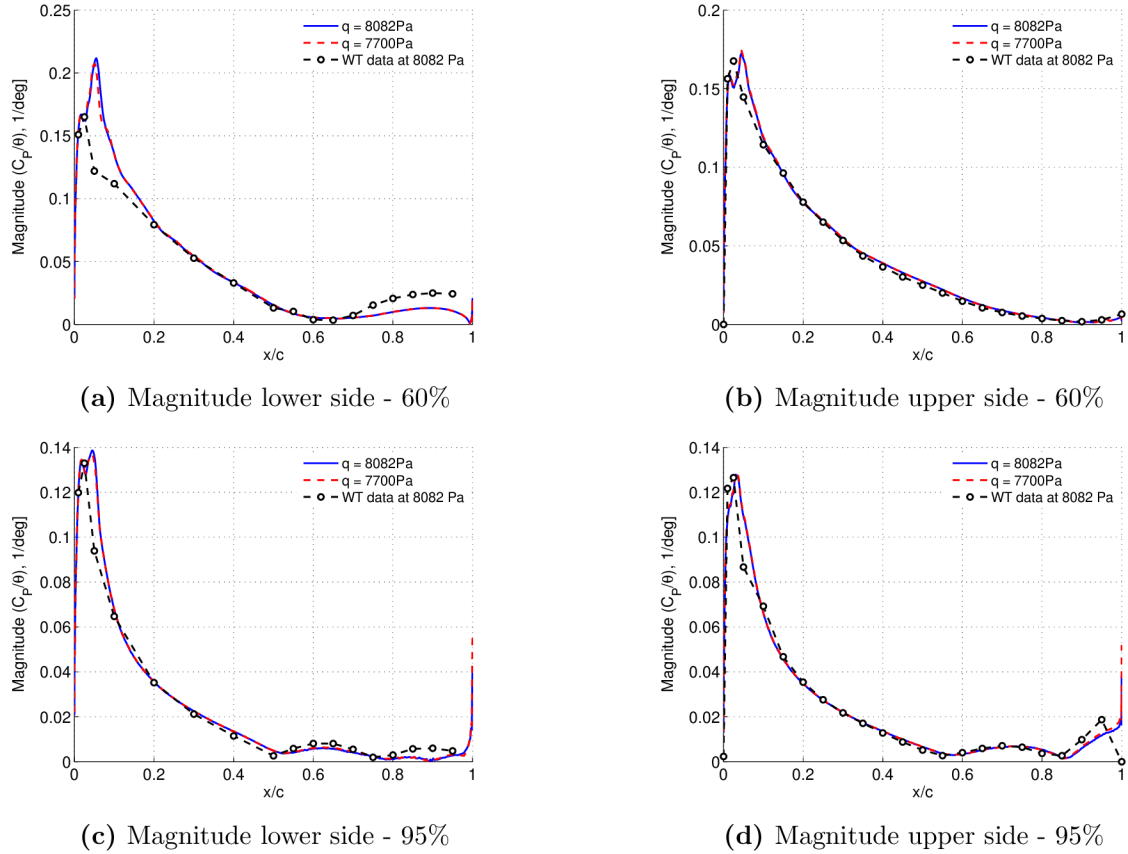 q = 8082Pa
q = 7700Pa
WT data at 8082 Pa
Magnitude (C_P/θ), 1/deg]
0.25
0.2
0.15
0.1
0.05
0
0 0.2 0.4 0.6 0.8 1
x/c
(a) Magnitude lower side - 60%
q = 8082Pa
q = 7700Pa
WT data at 8082 Pa
Magnitude (C_P/θ), 1/deg]
0.2
0.15
0.1
0.05
0
0 0.2 0.4 0.6 0.8 1
x/c
(b) Magnitude upper side - 60%
q = 8082Pa
q = 7700Pa
WT data at 8082 Pa
Magnitude (C_P/θ), 1/deg]
0.14
0.12
0.1
0.08
0.06
0.04
0.02
0
0 0.2 0.4 0.6 0.8 1
x/c
(c) Magnitude lower side - 95%
q = 8082Pa
q = 7700Pa
WT data at 8082 Pa
Magnitude (C_P/θ), 1/deg]
0.14
0.12
0.1
0.08
0.06
0.04
0.02
0
0 0.2 0.4 0.6 0.8 1
x/c
(d) Magnitude upper side - 95%